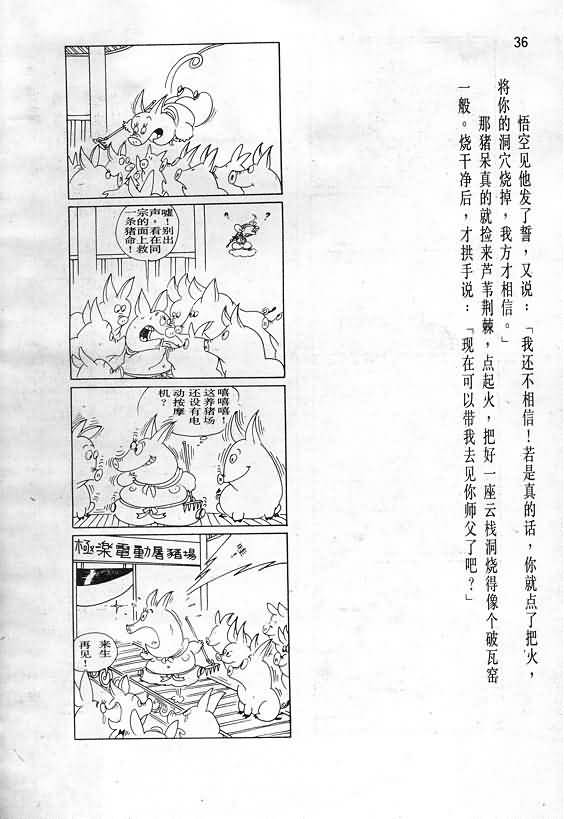 36
悟空见他发了誓，又说：「我还不相信！若是真的话，你就点了把火，
将你的洞穴烧掉，我方才相信。」
那猪呆真的就捡来芦苇荆棘，点起火，把好一座云栈洞烧得像个破瓦窑
一般。烧干净后，才拱手说：「现在可以带我去见你师父了吧？」
嘘！别出
声，看在同
宗的面上救
一条猪命！
嘻嘻嘻！
这养猪场
还没有电
动按摩
机？
極楽電動屠豬場
来生
再见！